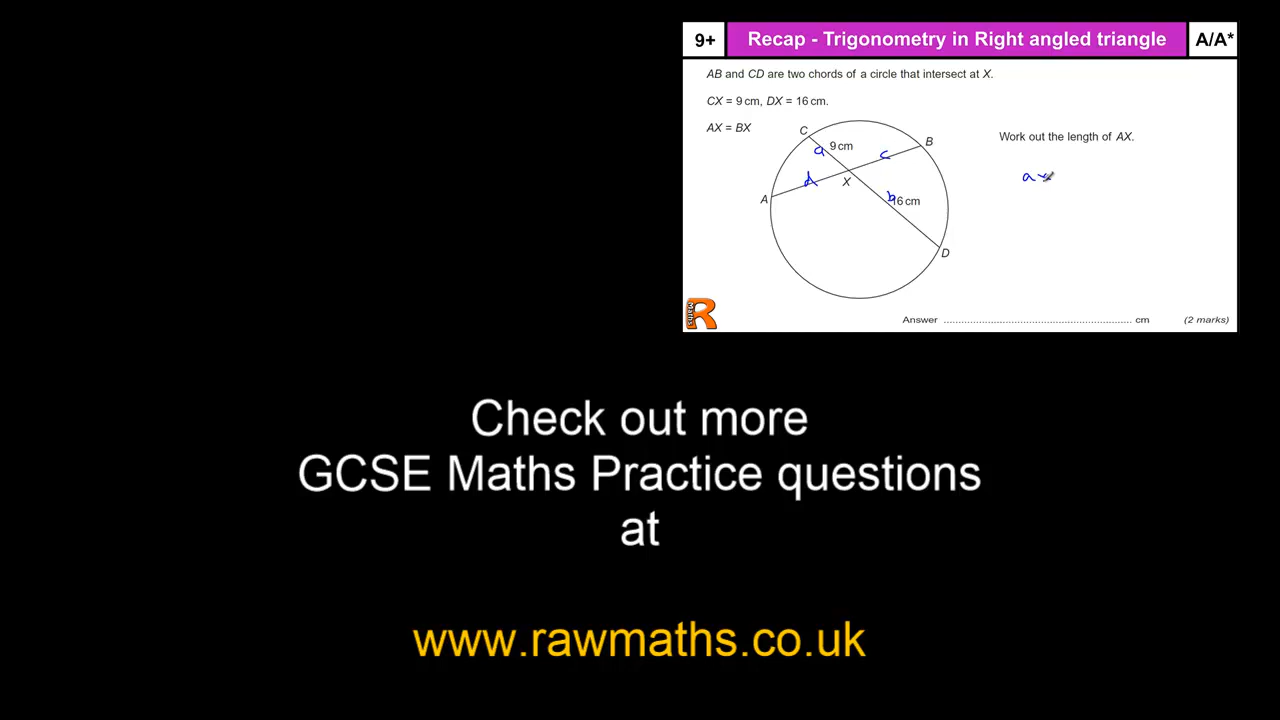 9+
Recap - Trigonometry in Right angled triangle
A/A*
AB and CD are two chords of a circle that intersect at X.
CX = 9 cm, DX = 16 cm.
AX = BX
Work out the length of AX.
C
B
a
9 cm
c
a x
d
X
b
16 cm
A
D
R
Maths
Answer ................................................................ cm
(2 marks)
Check out more
GCSE Maths Practice questions
at
www.rawmaths.co.uk